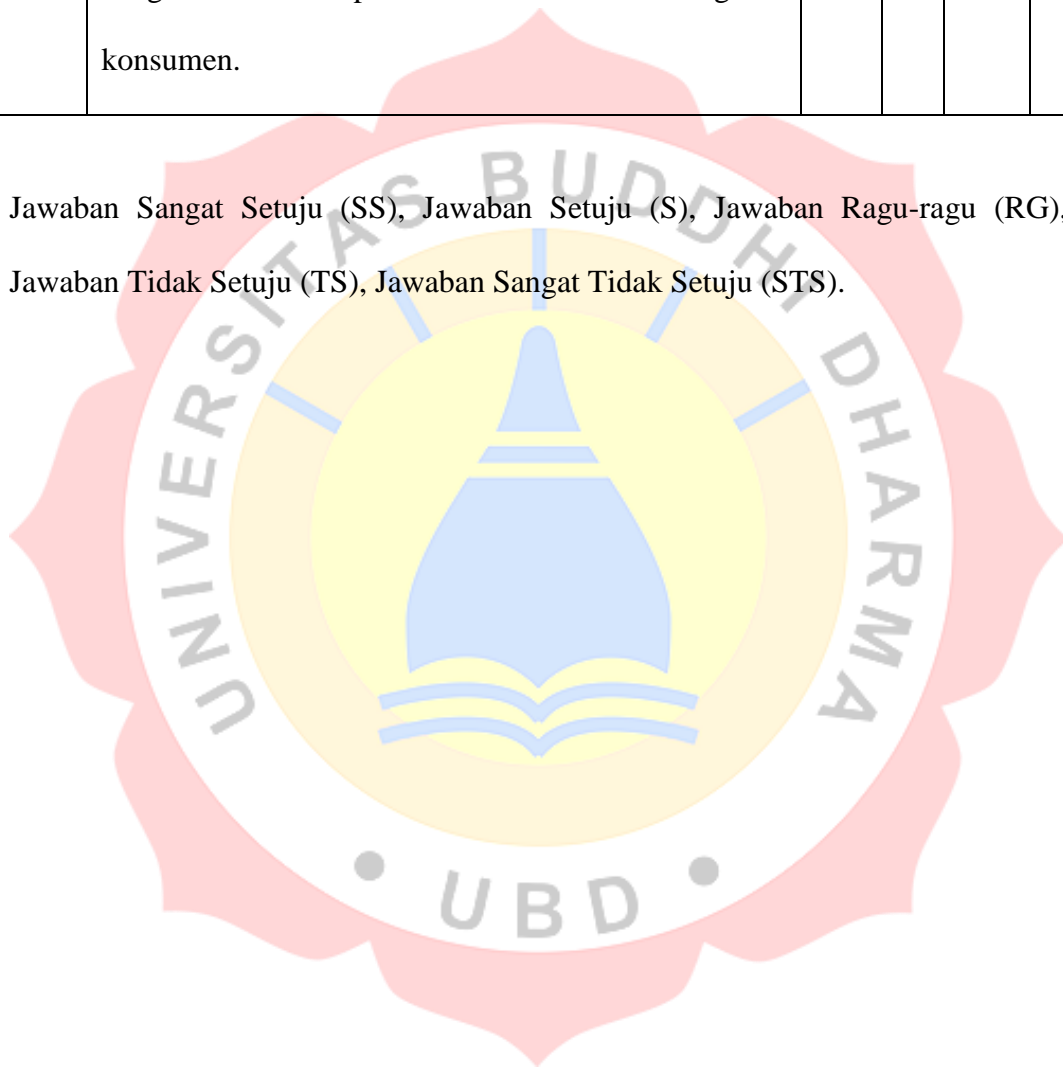 konsumen.
Jawaban Sangat Setuju (SS), Jawaban Setuju (S), Jawaban Ragu-ragu (RG),
Jawaban Tidak Setuju (TS), Jawaban Sangat Tidak Setuju (STS).
UNIVERSITAS BUDDHI DHARMA
• UBD •